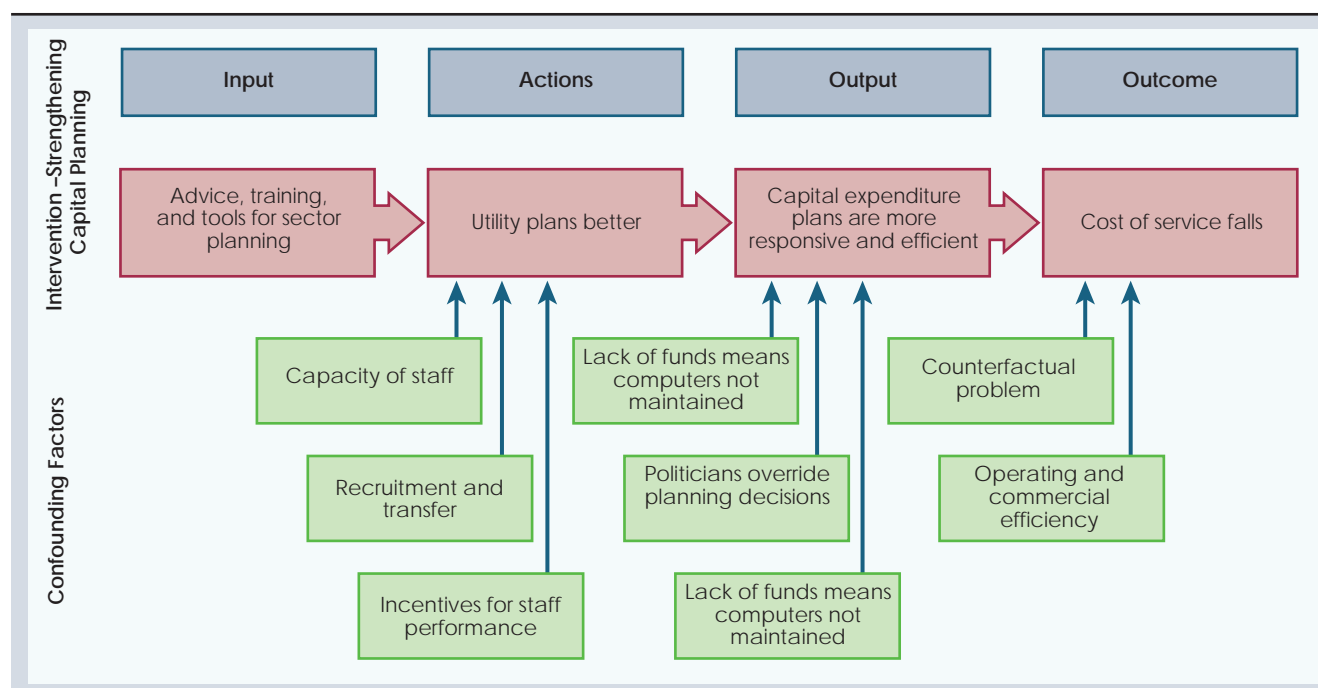 Intervention –Strengthening
Capital Planning
Input
Actions
Output
Outcome
Advice, training,
and tools for sector
planning
Utility plans better
Capital expenditure
plans are more
responsive and efficient
Cost of service falls
Confounding Factors
Capacity of staff
Lack of funds means
computers not
maintained
Counterfactual
problem
Recruitment and
transfer
Politicians override
planning decisions
Operating and
commercial
efficiency
Incentives for staff
performance
Lack of funds means
computers not
maintained